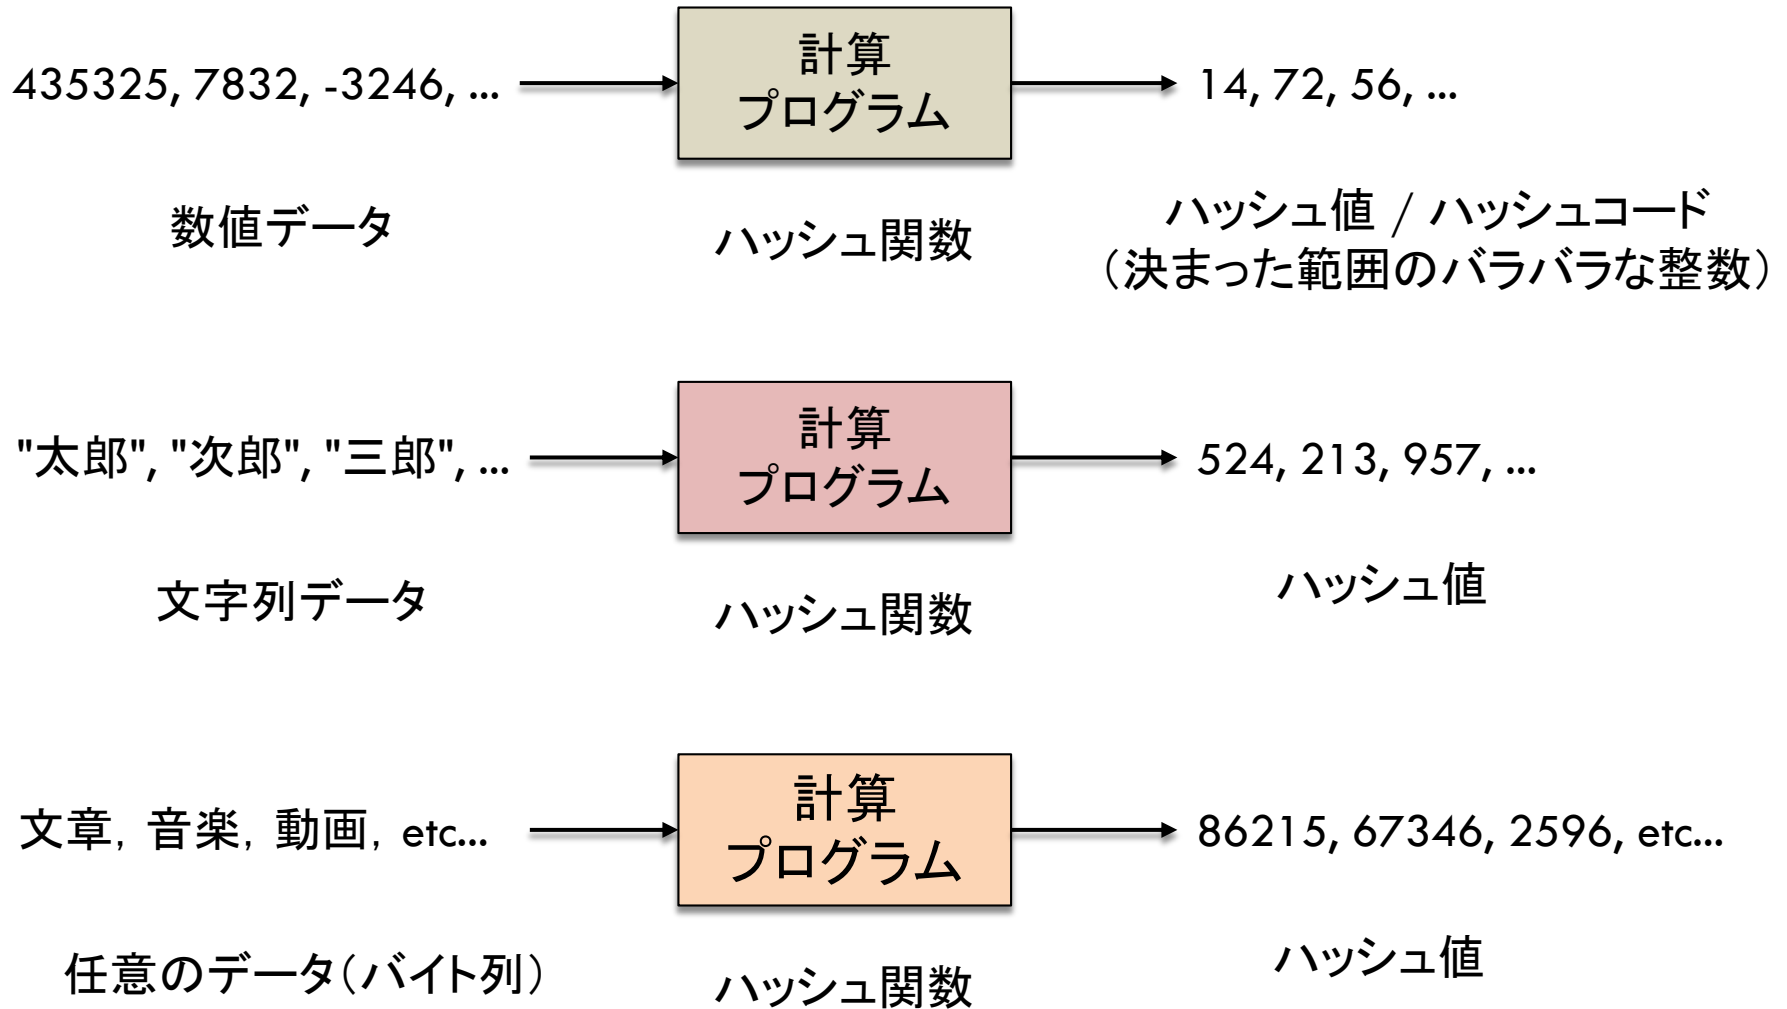 435325, 7832, -3246, ...
計算
プログラム
14, 72, 56, ...
数値データ
ハッシュ関数
ハッシュ値 / ハッシュコード
（決まった範囲のバラバラな整数）
"太郎", "次郎", "三郎", ...
計算
プログラム
524, 213, 957, ...
文字列データ
ハッシュ関数
ハッシュ値
文章，音楽，動画，etc...
計算
プログラム
86215, 67346, 2596, etc...
任意のデータ（バイト列）
ハッシュ関数
ハッシュ値